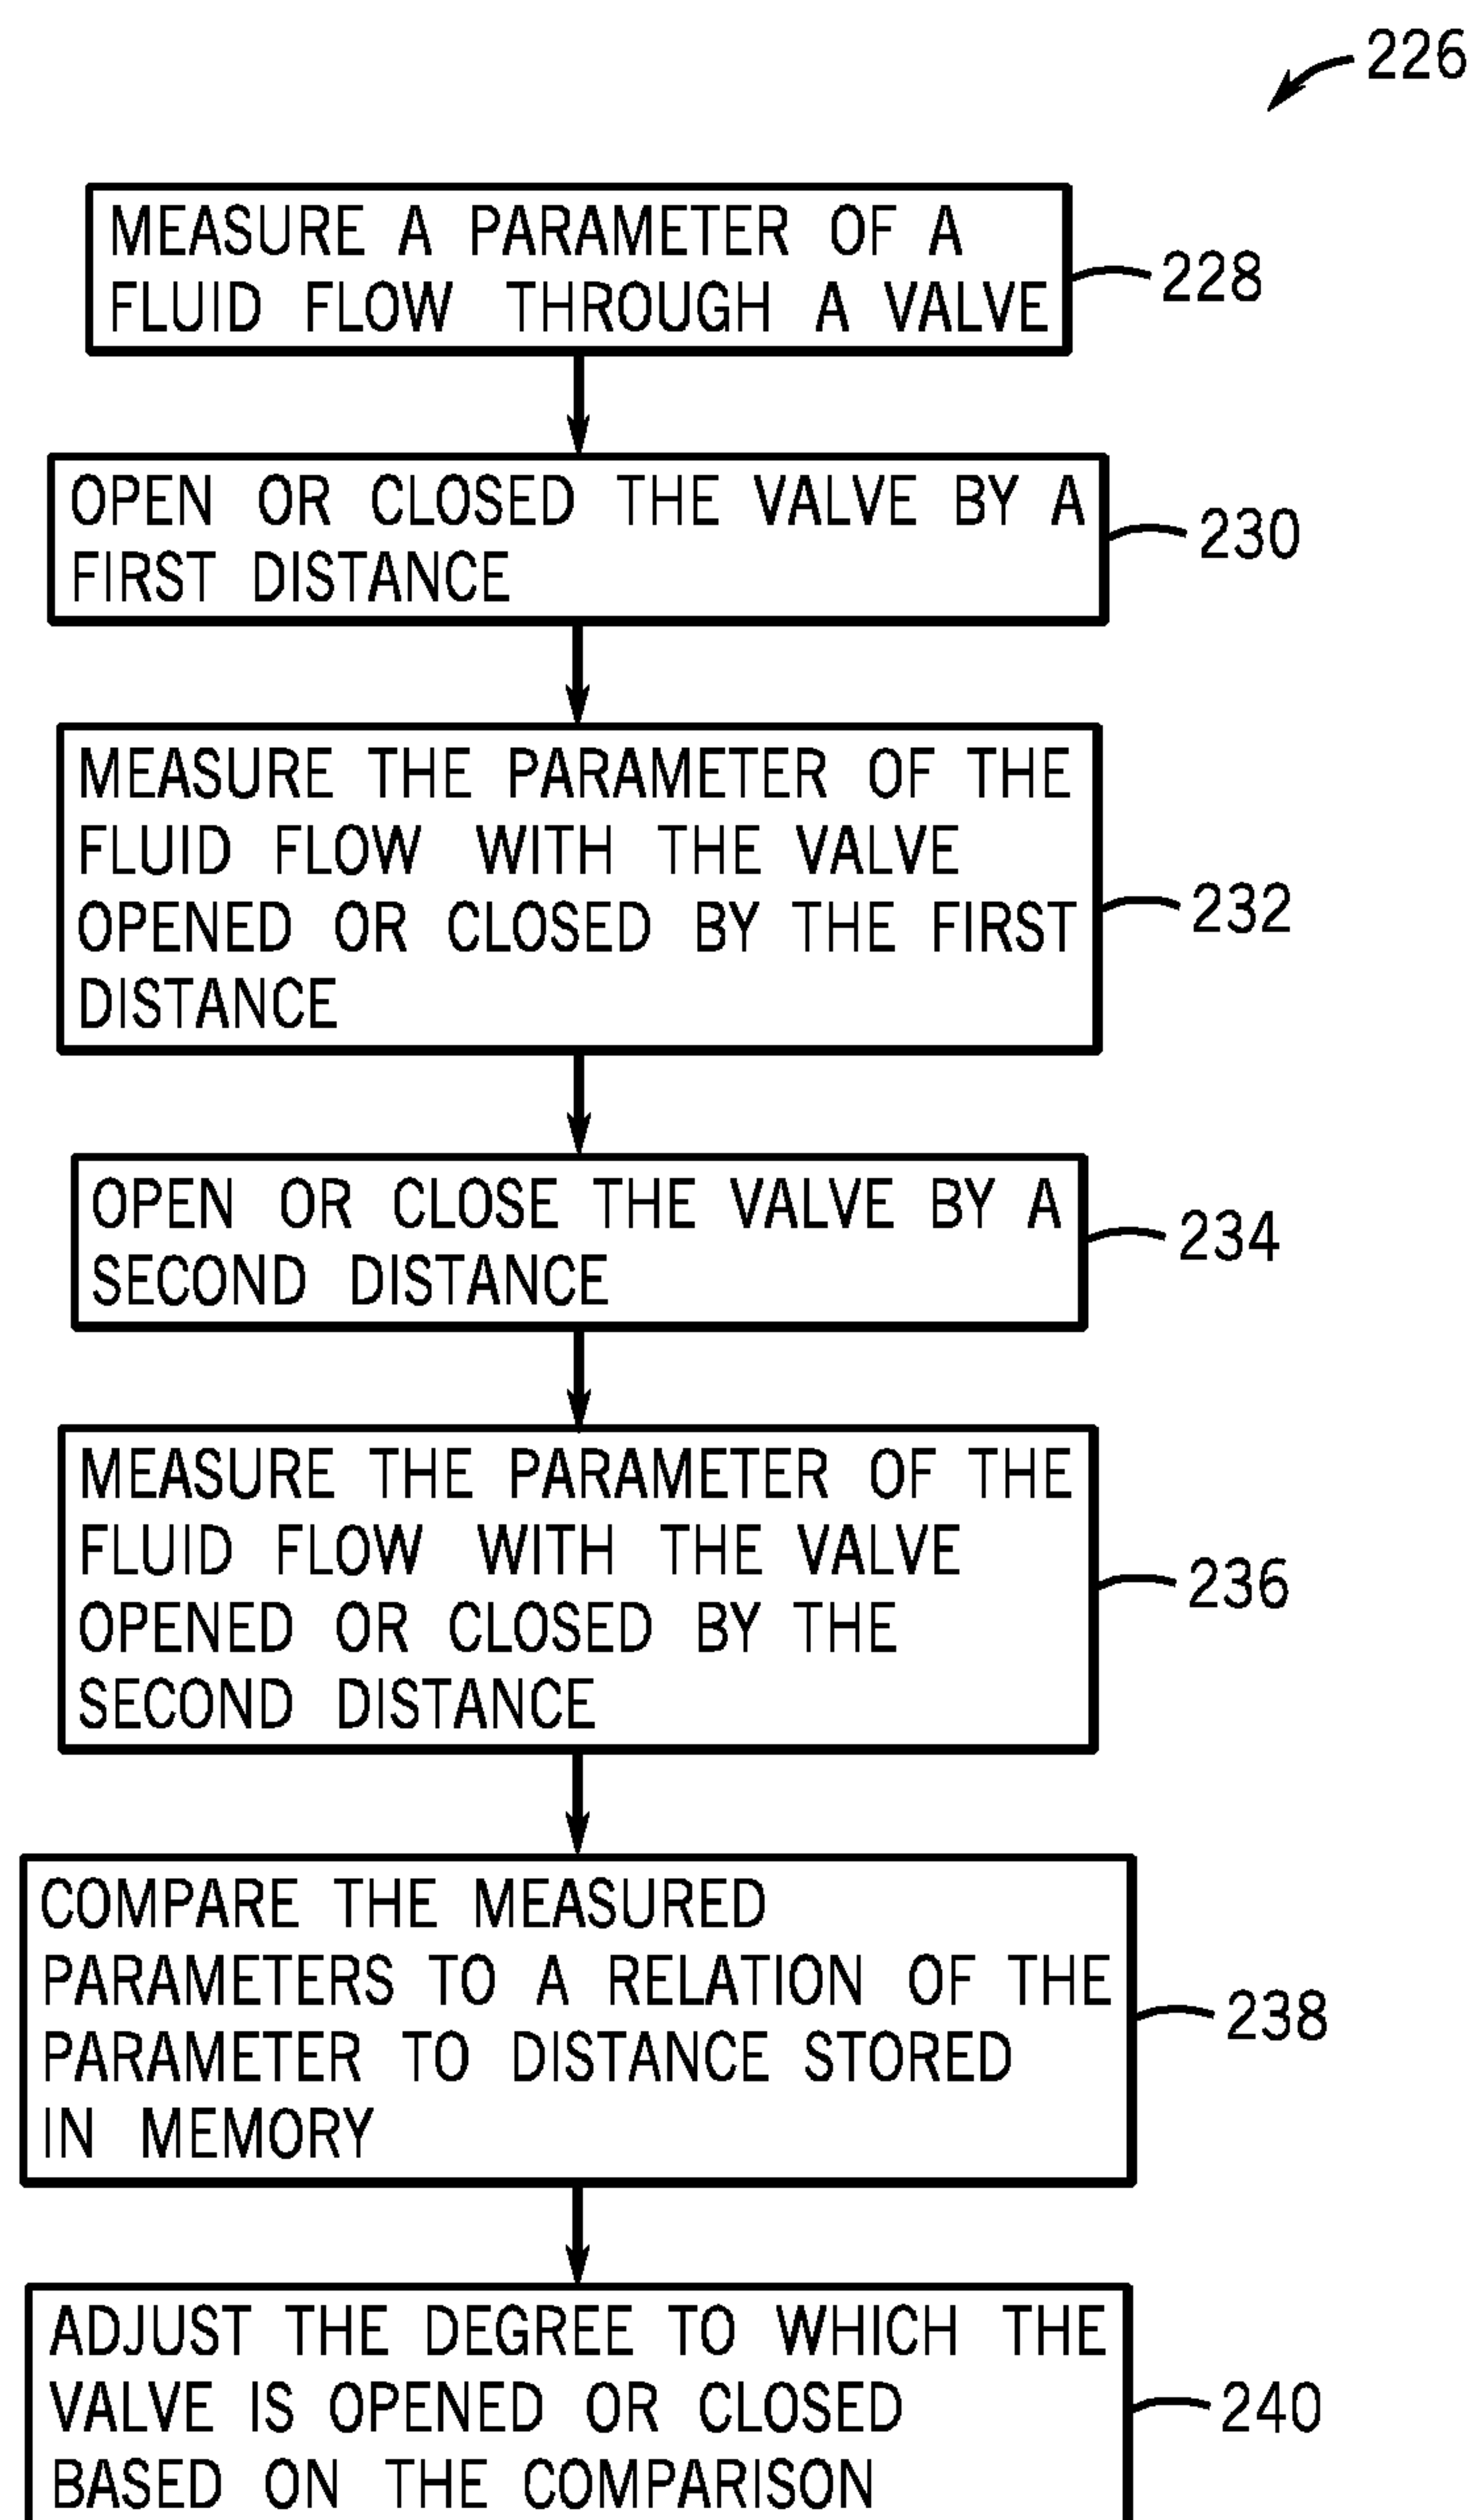 226
MEASURE A PARAMETER OF A
FLUID FLOW THROUGH A VALVE
228
OPEN OR CLOSED THE VALVE BY A
FIRST DISTANCE
230
MEASURE THE PARAMETER OF THE
FLUID FLOW WITH THE VALVE
OPENED OR CLOSED BY THE FIRST
DISTANCE
232
OPEN OR CLOSE THE VALVE BY A
SECOND DISTANCE
234
MEASURE THE PARAMETER OF THE
FLUID FLOW WITH THE VALVE
OPENED OR CLOSED BY THE
SECOND DISTANCE
236
COMPARE THE MEASURED
PARAMETERS TO A RELATION OF THE
PARAMETER TO DISTANCE STORED
IN MEMORY
238
ADJUST THE DEGREE TO WHICH THE
VALVE IS OPENED OR CLOSED
BASED ON THE COMPARISON
240